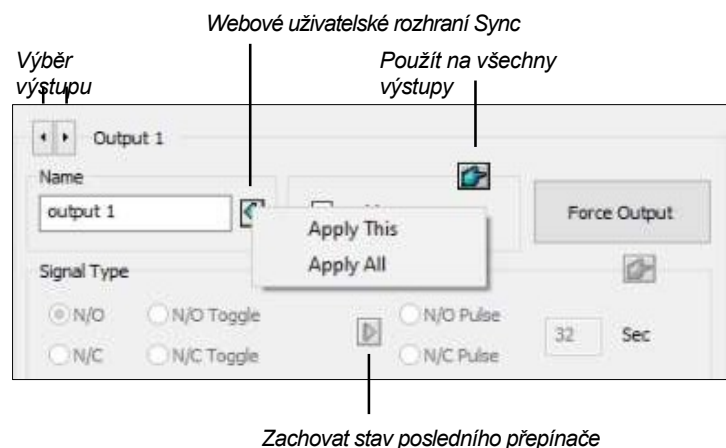 Webové uživatelské rozhraní Sync
Výběr
výstupu
Použít na všechny
výstupy
Output 1
Name
output 1
Apply This
Apply All
Force Output
Signal Type
N/O
N/O Toggle
N/O Pulse
32
Sec
N/C
N/C Toggle
N/C Pulse
Zachovat stav posledního přepínače